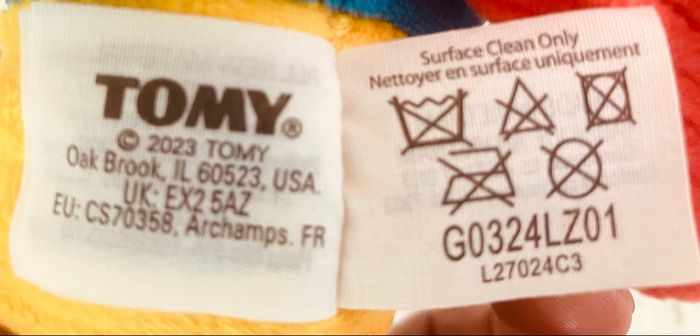 TOMY®
© 2023 TOMY
Oak Brook, IL 60523, USA.
UK: EX2 5AZ
EU: CS70358, Archamps. FR
Surface Clean Only
Nettoyer en surface uniquement
G0324LZ01
L27024C3